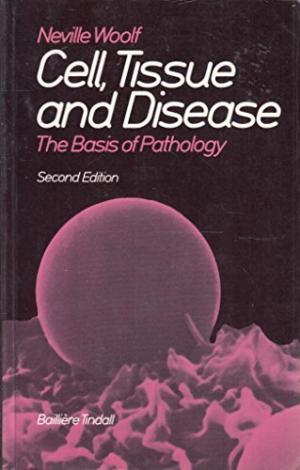 Neville Woolf
Cell, Tissue
and Disease
The Basis of Pathology
Second Edition
Baillière Tindall